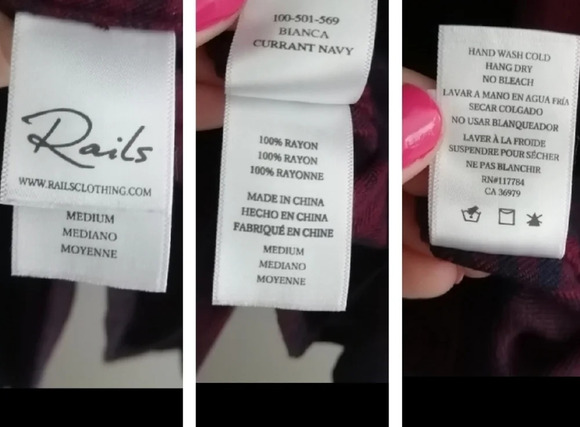 Rails
WWW.RAILSCLOTHING.COM
MEDIUM
MEDIANO
MOYENNE
100-501-569
BIANCA
CURRANT NAVY
100% RAYON
100% RAYON
100% RAYONNE
MADE IN CHINA
HECHO EN CHINA
FABRIQUÉ EN CHINE
MEDIUM
MEDIANO
MOYENNE
HAND WASH COLD
HANG DRY
NO BLEACH
LAVAR A MANO EN AGUA FRÍA
SECAR COLGADO
NO USAR BLANQUEADOR
LAVER À LA FROIDE
SUSPENDRE POUR SÉCHER
NE PAS BLANCHIR
RN#117784
CA 36979